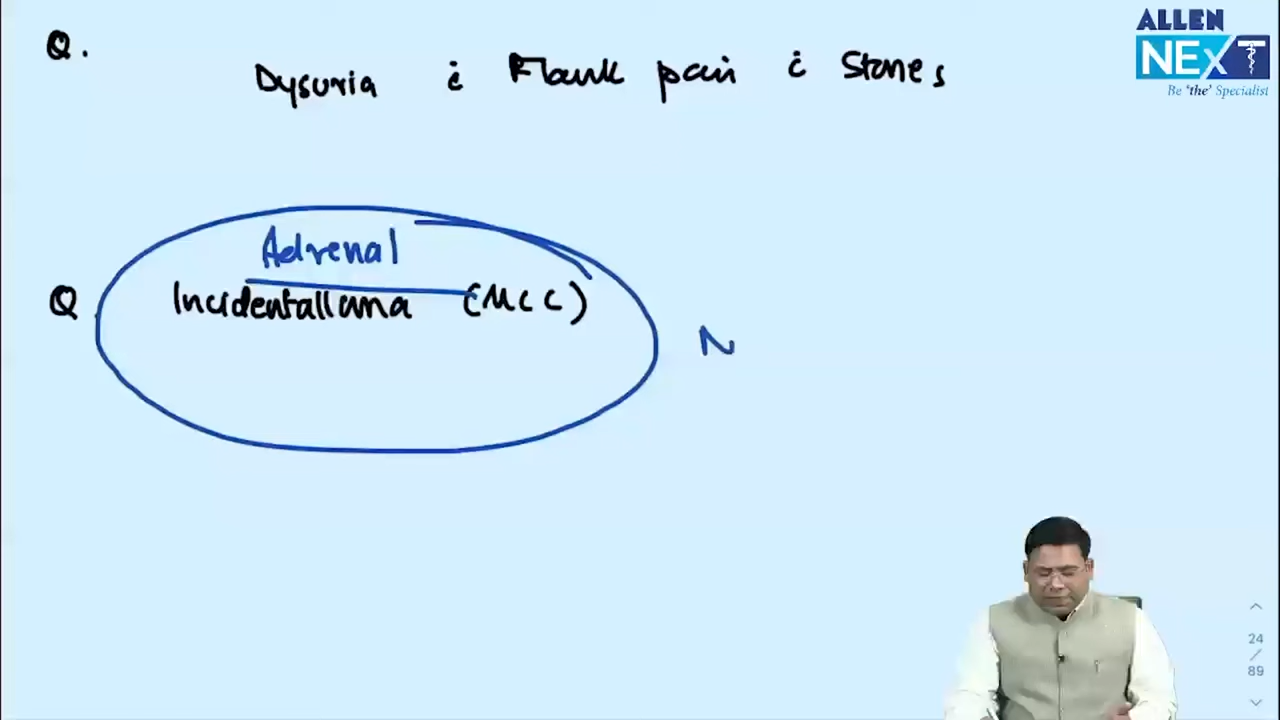 Q.
Dysuria c̄ Flank pain c̄ Stones
Adrenal
Q. Incidentalloma (MCC)
N
ALLEN
NEXT
Be 'the' Specialist
24
/
89